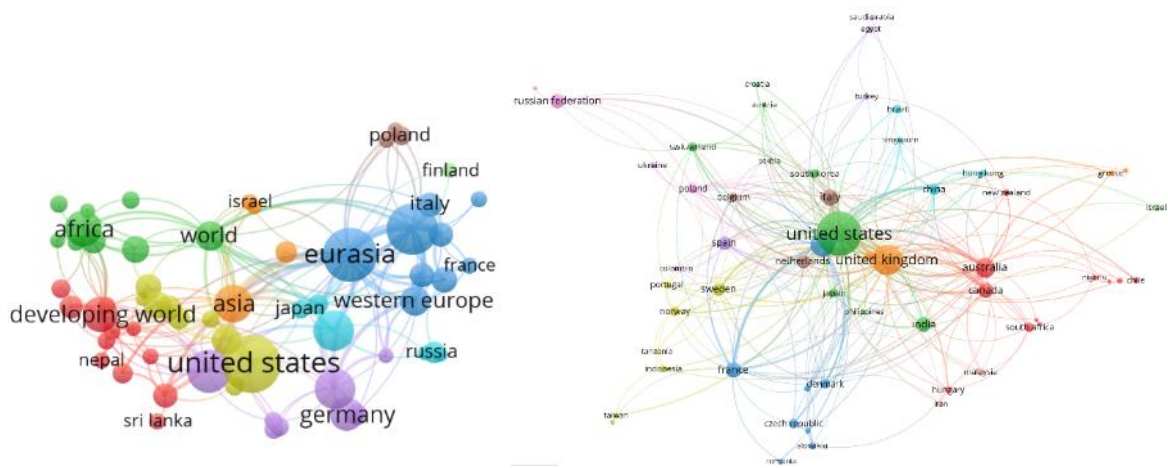 poland
finland
israel
italy
africa
world
eurasia
france
asia
japan
western europe
developing world
nepal
united states
russia
sri lanka
germany
saudi arabia
egypt
russian federation
croatia
austria
turkey
brazil
singapore
switzerland
serbia
ukraine
south korea
hong kong
greece
poland
belgium
italy
china
new zealand
israel
united states
spain
netherlands
united kingdom
colombia
australia
portugal
sweden
japan
canada
chile
norway
philippines
india
south africa
tanzania
indonesia
france
denmark
malaysia
hungary
iran
taiwan
czech republic
slovakia
romania